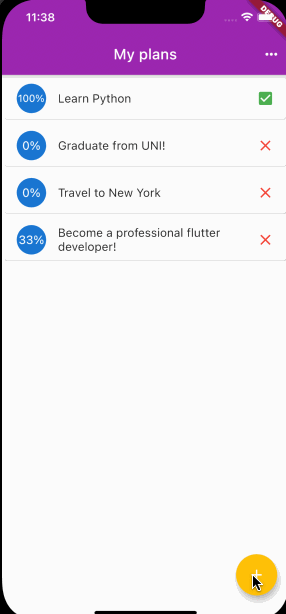 11:38
DEBUG
My plans
100% Learn Python
0% Graduate from UNI!
0% Travel to New York
33% Become a professional flutter
developer!